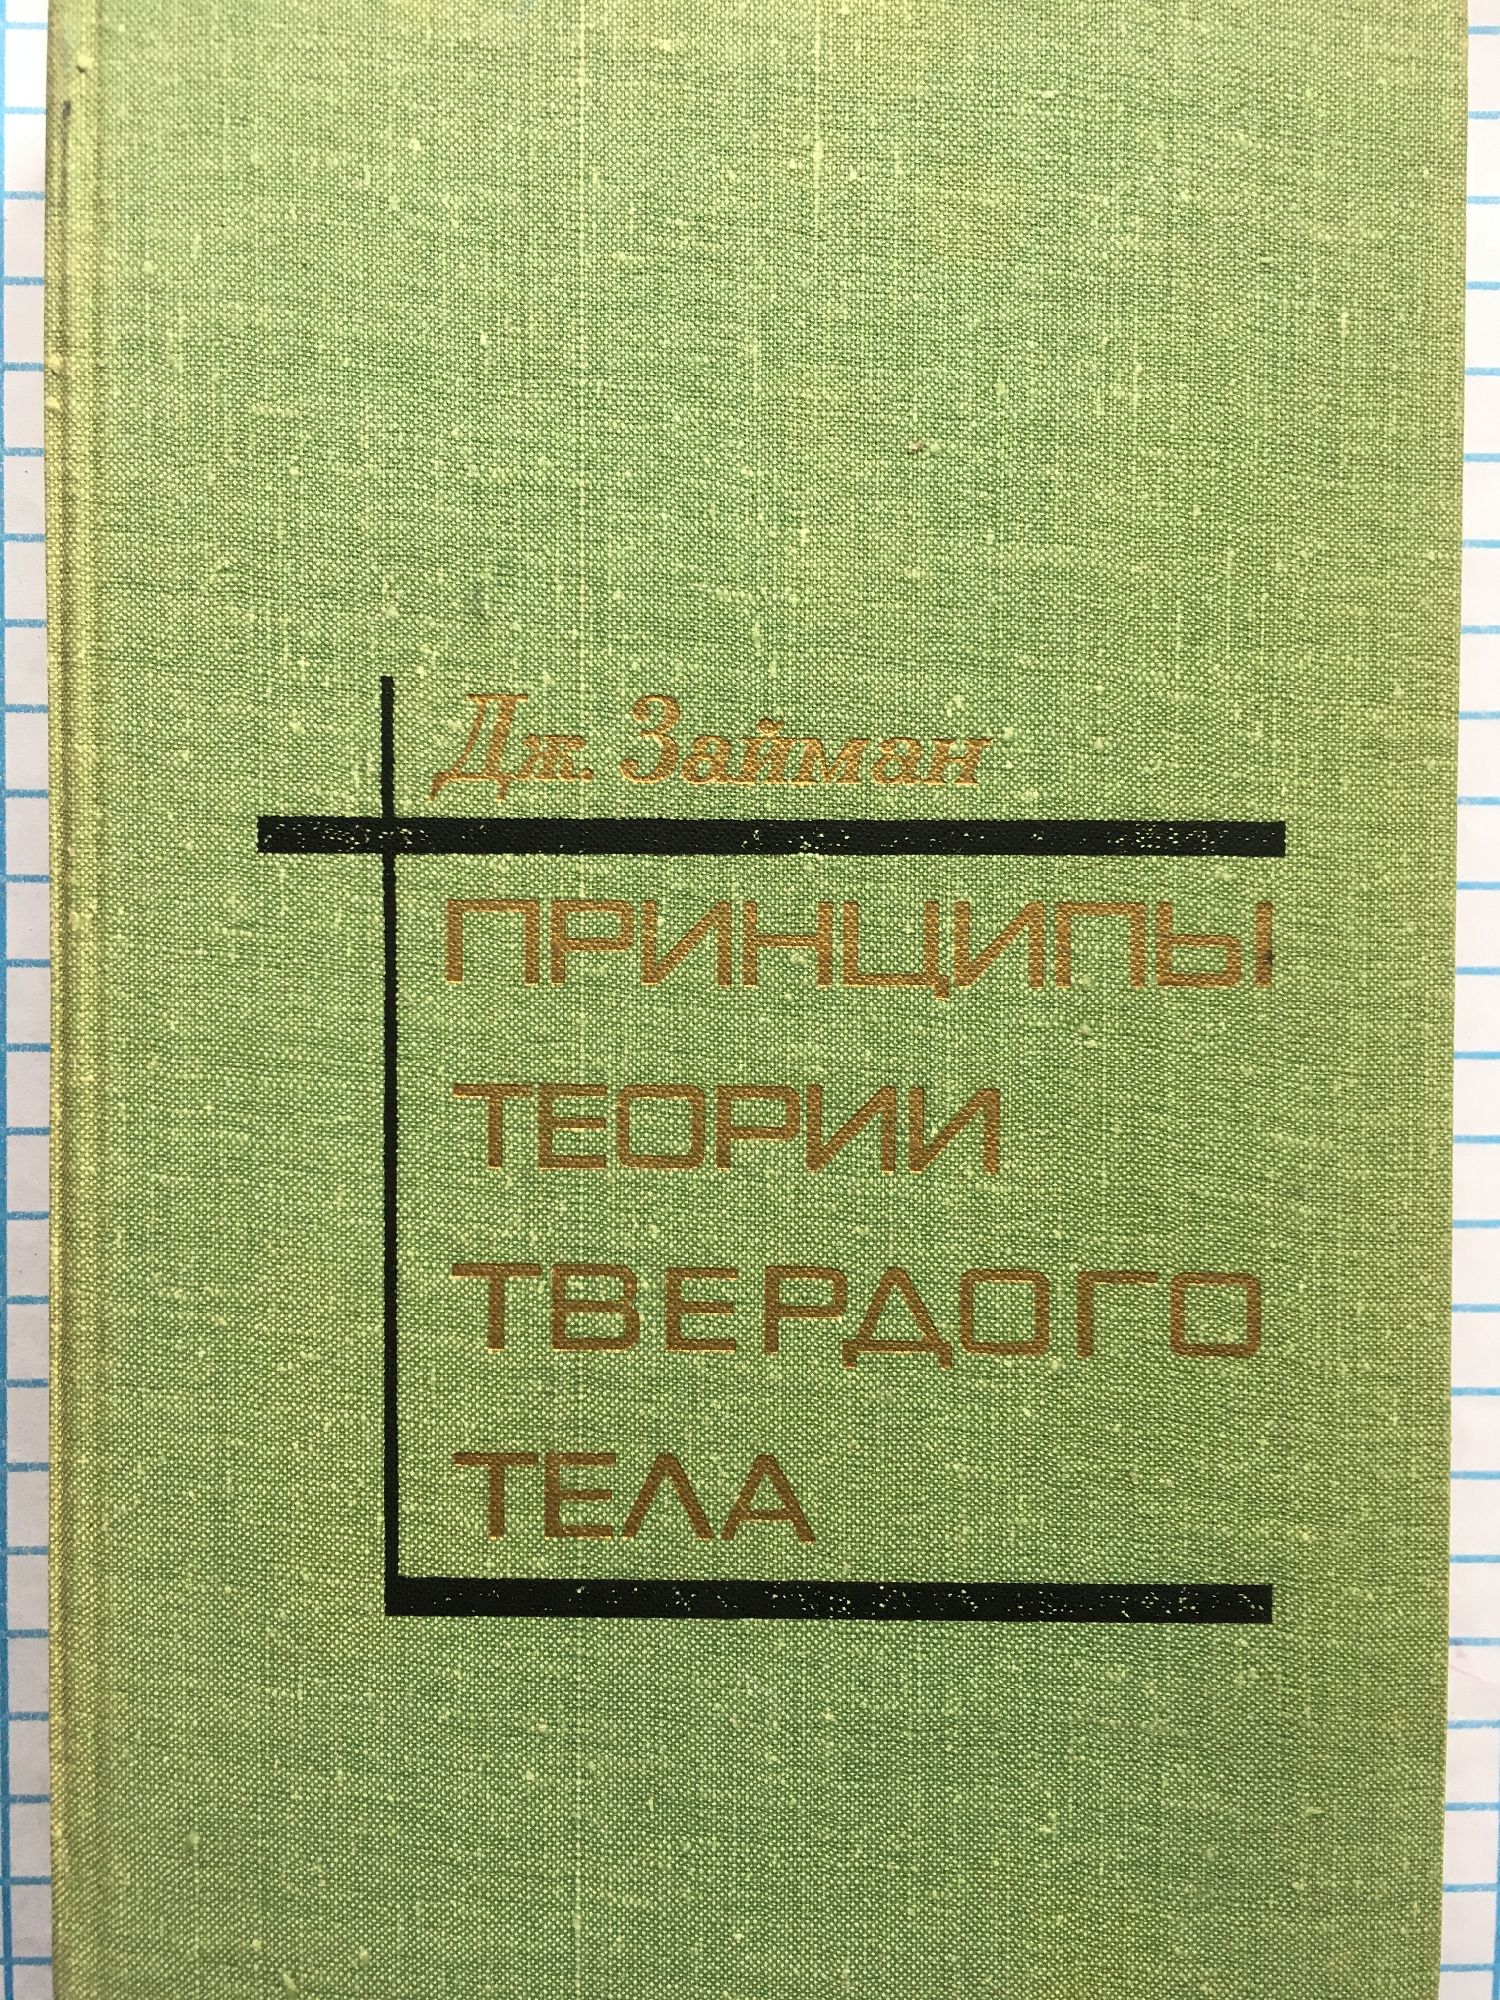 Дж. Займан
ПРИНЦИПЫ
ТЕОРИИ
ТВЕРДОГО
ТЕЛА